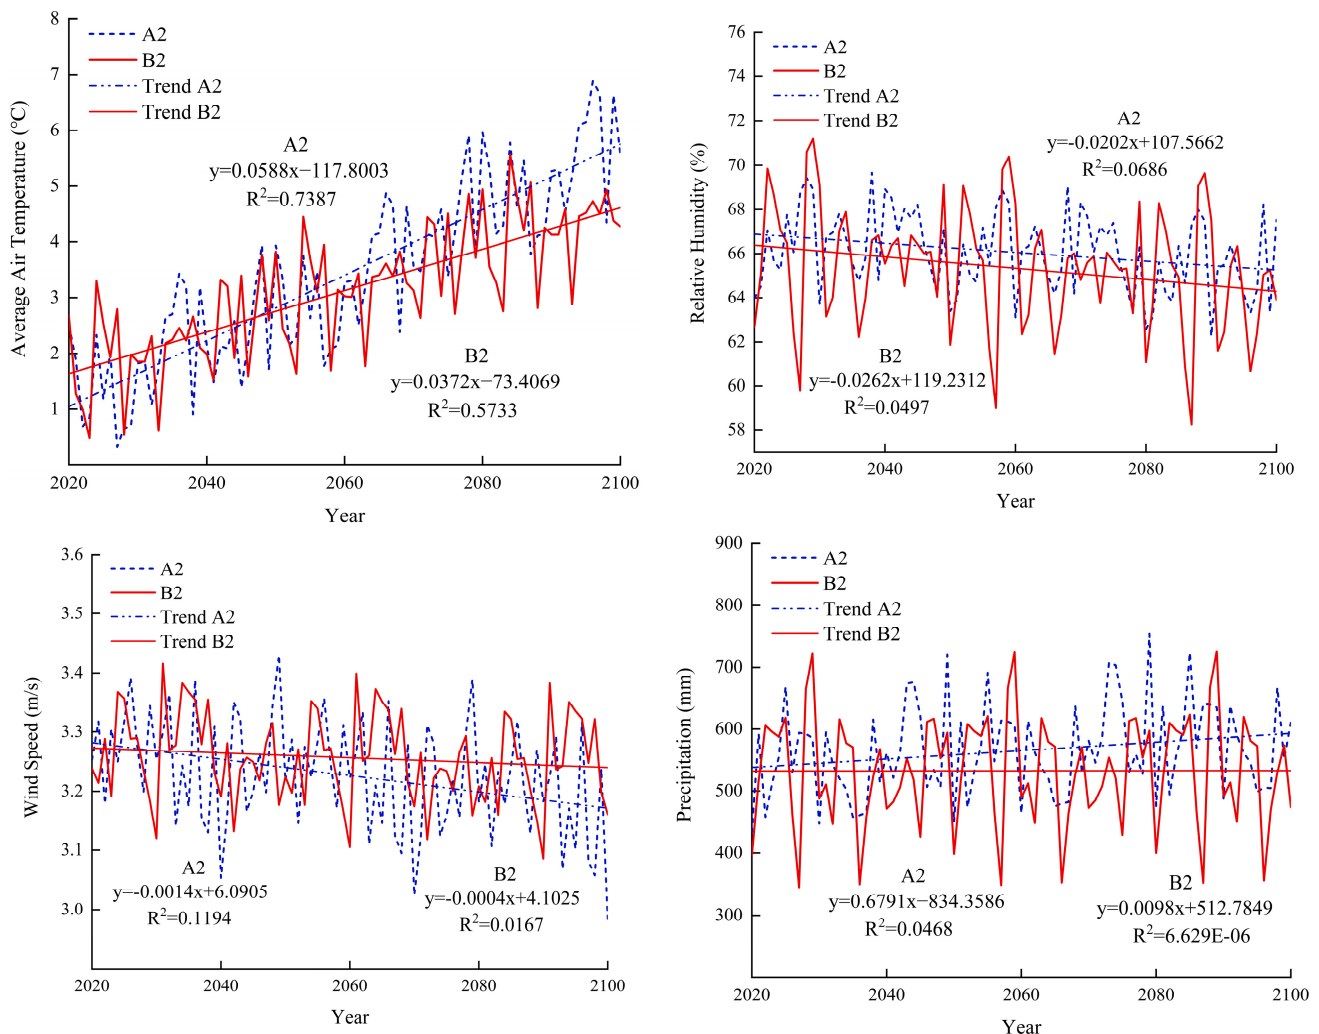 8
7
6
5
4
3
2
1
Average Air Temperature (°C)
A2
B2
Trend A2
Trend B2
A2
y=0.0588x−117.8003
R²=0.7387
B2
y=0.0372x−73.4069
R²=0.5733
2020 2040 2060 2080 2100
Year
76
74
72
70
68
66
64
62
60
58
Relative Humidity (%)
A2
B2
Trend A2
Trend B2
A2
y=-0.0202x+107.5662
R²=0.0686
B2
y=-0.0262x+119.2312
R²=0.0497
2020 2040 2060 2080 2100
Year
3.6
3.5
3.4
3.3
3.2
3.1
3.0
Wind Speed (m/s)
A2
B2
Trend A2
Trend B2
A2
y=-0.0014x+6.0905
R²=0.1194
B2
y=-0.0004x+4.1025
R²=0.0167
2020 2040 2060 2080 2100
Year
900
800
700
600
500
400
300
Precipitation (mm)
A2
B2
Trend A2
Trend B2
A2
y=0.6791x−834.3586
R²=0.0468
B2
y=0.0098x+512.7849
R²=6.629E-06
2020 2040 2060 2080 2100
Year